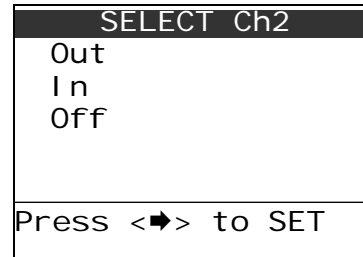 SELECT Ch2
Out
In
Off
Press <➡> to SET